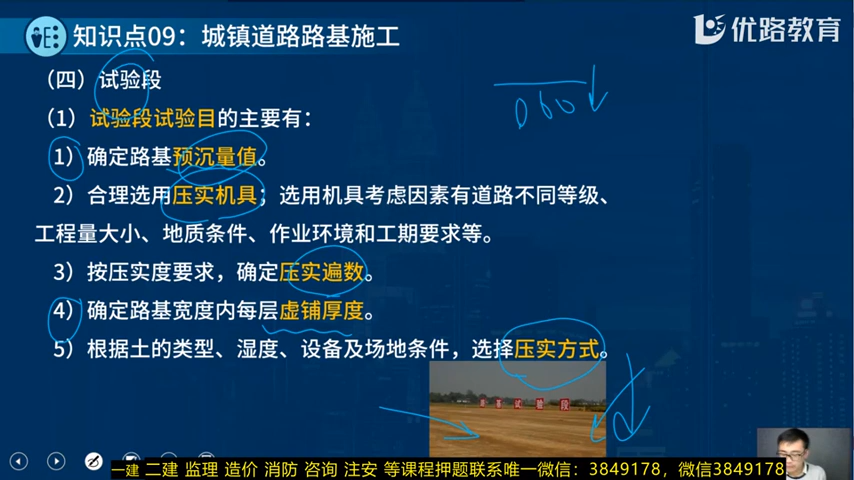 知识点09：城镇道路路基施工
优路教育
（四）试验段
（1）试验段试验目的主要有：
1）确定路基预沉量值。
2）合理选用压实机具；选用机具考虑因素有道路不同等级、
工程量大小、地质条件、作业环境和工期要求等。
3）按压实度要求，确定压实遍数。
4）确定路基宽度内每层虚铺厚度。
5）根据土的类型、湿度、设备及场地条件，选择压实方式。
路基试验段
一建 二建 监理 造价 消防 咨询 注安 等课程押题联系唯一微信：3849178，微信3849178